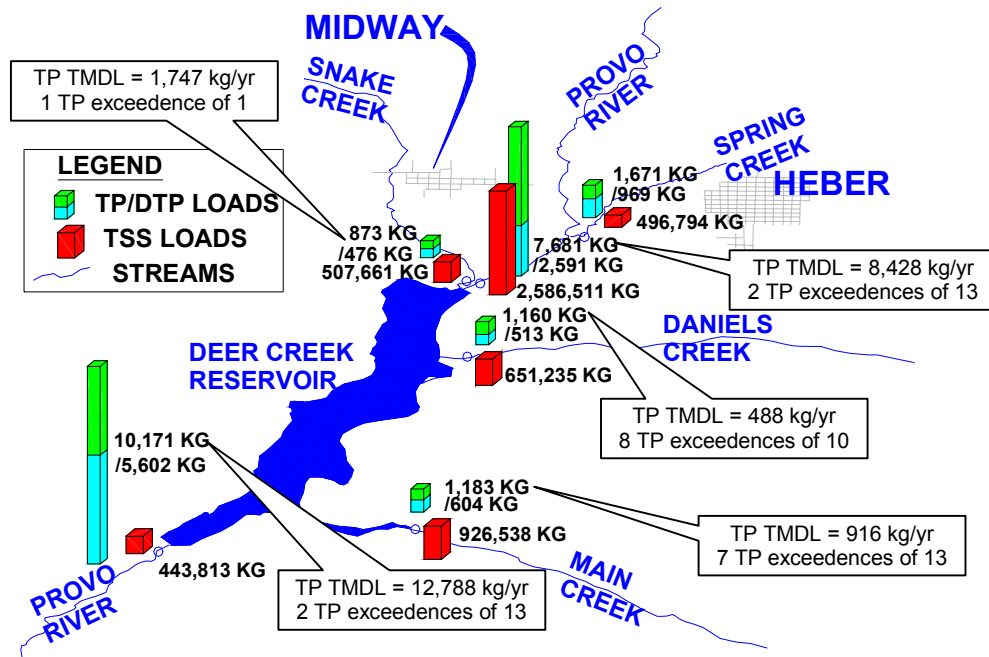 MIDWAY
SNAKE
CREEK
PROVO
RIVER
SPRING
CREEK
HEBER
TP TMDL = 1,747 kg/yr
1 TP exceedence of 1
LEGEND
TP/DTP LOADS
TSS LOADS
STREAMS
873 KG
/476 KG
507,661 KG
1,671 KG
/969 KG
496,794 KG
7,681 KG
/2,591 KG
2,586,511 KG
TP TMDL = 8,428 kg/yr
2 TP exceedences of 13
1,160 KG
/513 KG
651,235 KG
DANIELS
CREEK
DEER CREEK
RESERVOIR
TP TMDL = 488 kg/yr
8 TP exceedences of 10
10,171 KG
/5,602 KG
443,813 KG
1,183 KG
/604 KG
926,538 KG
TP TMDL = 916 kg/yr
7 TP exceedences of 13
TP TMDL = 12,788 kg/yr
2 TP exceedences of 13
PROVO
RIVER
MAIN
CREEK